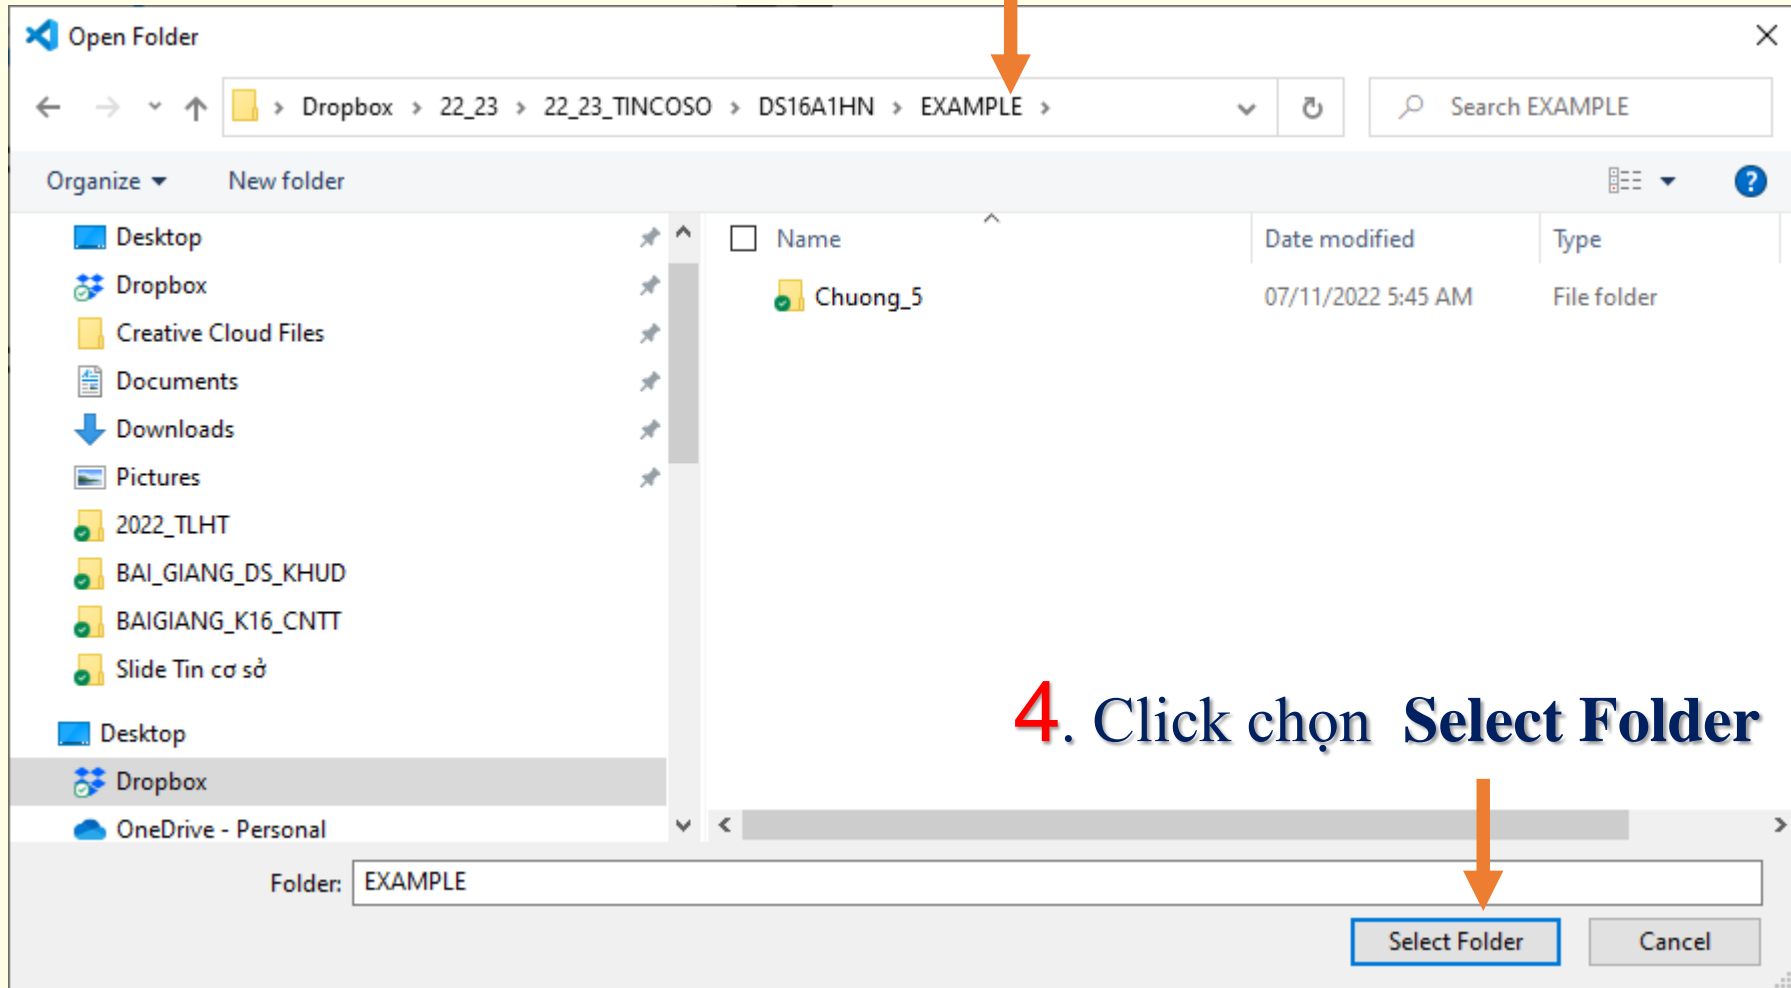 Open Folder
Dropbox > 22_23 > 22_23_TINCOSO > DS16A1HN > EXAMPLE >
Search EXAMPLE
Organize New folder
Name Date modified Type
Chuong_5 07/11/2022 5:45 AM File folder
Desktop
Dropbox
Creative Cloud Files
Documents
Downloads
Pictures
2022_TLHT
BAI_GIANG_DS_KHUD
BAIGIANG_K16_CNTT
Slide Tin cơ sở
Desktop
Dropbox
OneDrive - Personal
4. Click chọn Select Folder
Folder: EXAMPLE
Select Folder Cancel